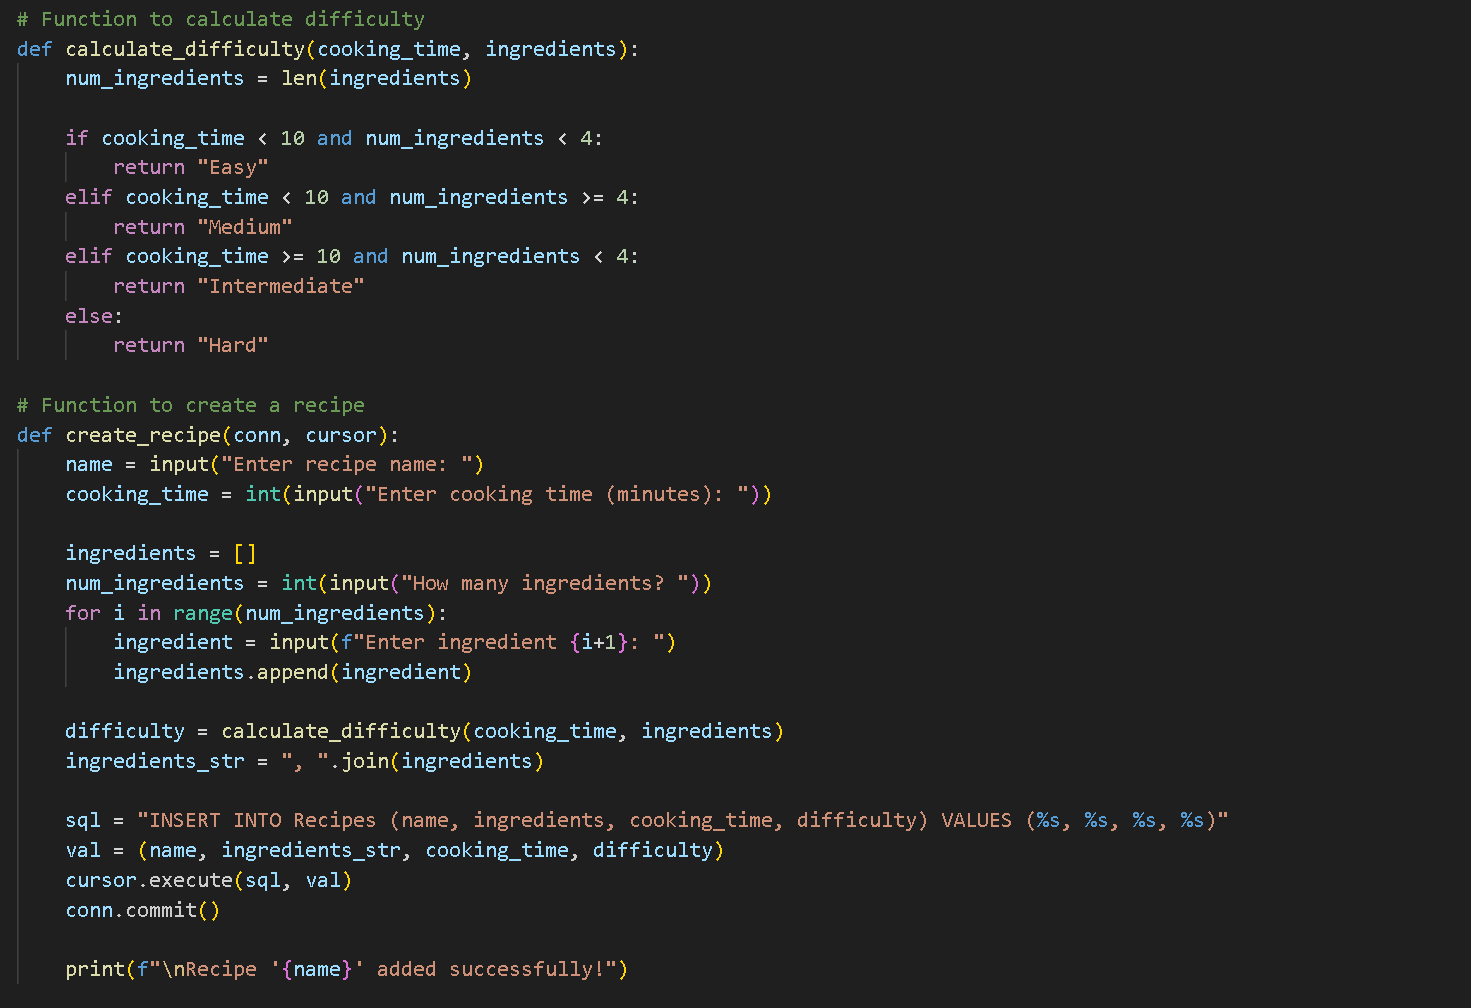 # Function to calculate difficulty
def calculate_difficulty(cooking_time, ingredients):
    num_ingredients = len(ingredients)

    if cooking_time < 10 and num_ingredients < 4:
        return "Easy"
    elif cooking_time < 10 and num_ingredients >= 4:
        return "Medium"
    elif cooking_time >= 10 and num_ingredients < 4:
        return "Intermediate"
    else:
        return "Hard"

# Function to create a recipe
def create_recipe(conn, cursor):
    name = input("Enter recipe name: ")
    cooking_time = int(input("Enter cooking time (minutes): "))

    ingredients = []
    num_ingredients = int(input("How many ingredients? "))
    for i in range(num_ingredients):
        ingredient = input(f"Enter ingredient {i+1}: ")
        ingredients.append(ingredient)

    difficulty = calculate_difficulty(cooking_time, ingredients)
    ingredients_str = ", ".join(ingredients)

    sql = "INSERT INTO Recipes (name, ingredients, cooking_time, difficulty) VALUES (%s, %s, %s, %s)"
    val = (name, ingredients_str, cooking_time, difficulty)
    cursor.execute(sql, val)
    conn.commit()

    print(f"\nRecipe '{name}' added successfully!")